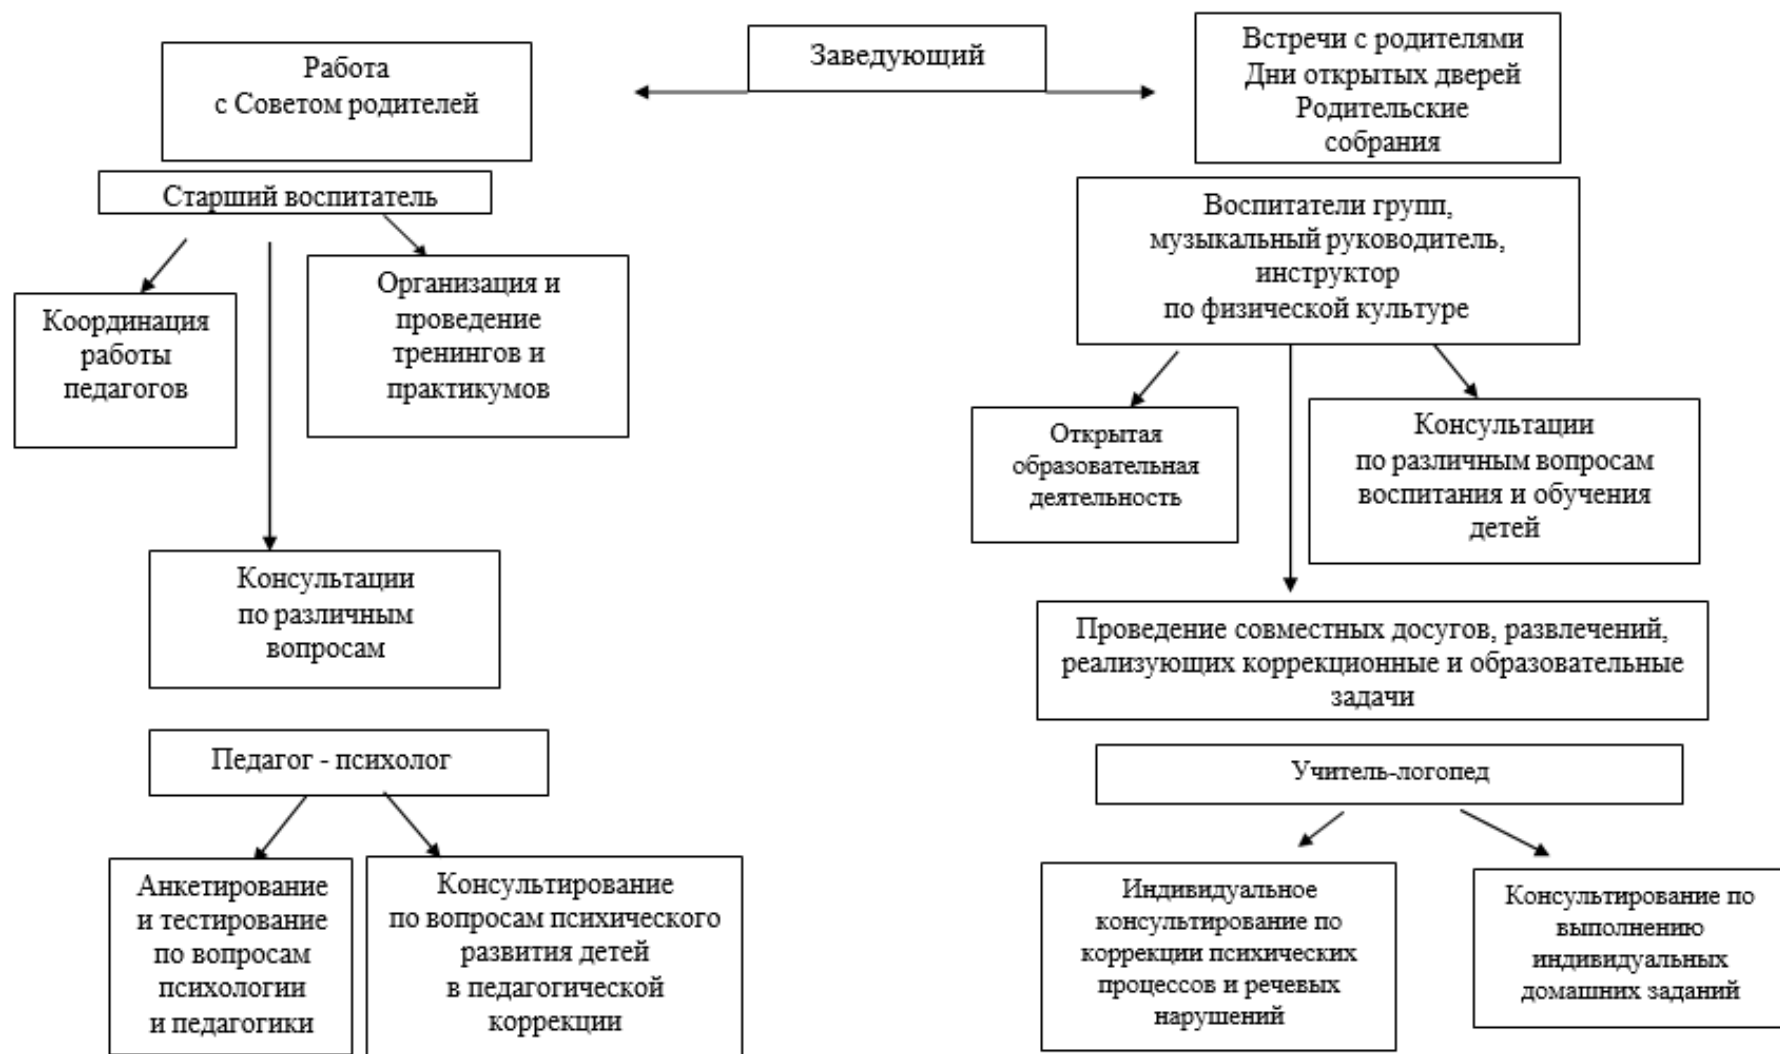 Заведующий
Работа
с Советом родителей
Встречи с родителями
Дни открытых дверей
Родительские
собрания
Старший воспитатель
Координация
работы
педагогов
Организация и
проведение
тренингов и
практикумов
Консультации
по различным
вопросам
Воспитатели групп,
музыкальный руководитель,
инструктор
по физической культуре
Открытая
образовательная
деятельность
Консультации
по различным вопросам
воспитания и обучения
детей
Проведение совместных досугов, развлечений,
реализующих коррекционные и образовательные
задачи
Педагог - психолог
Анкетирование
и тестирование
по вопросам
психологии
и педагогики
Консультирование
по вопросам психического
развития детей
в педагогической
коррекции
Учитель-логопед
Индивидуальное
консультирование по
коррекции психических
процессов и речевых
нарушений
Консультирование по
выполнению
индивидуальных
домашних заданий